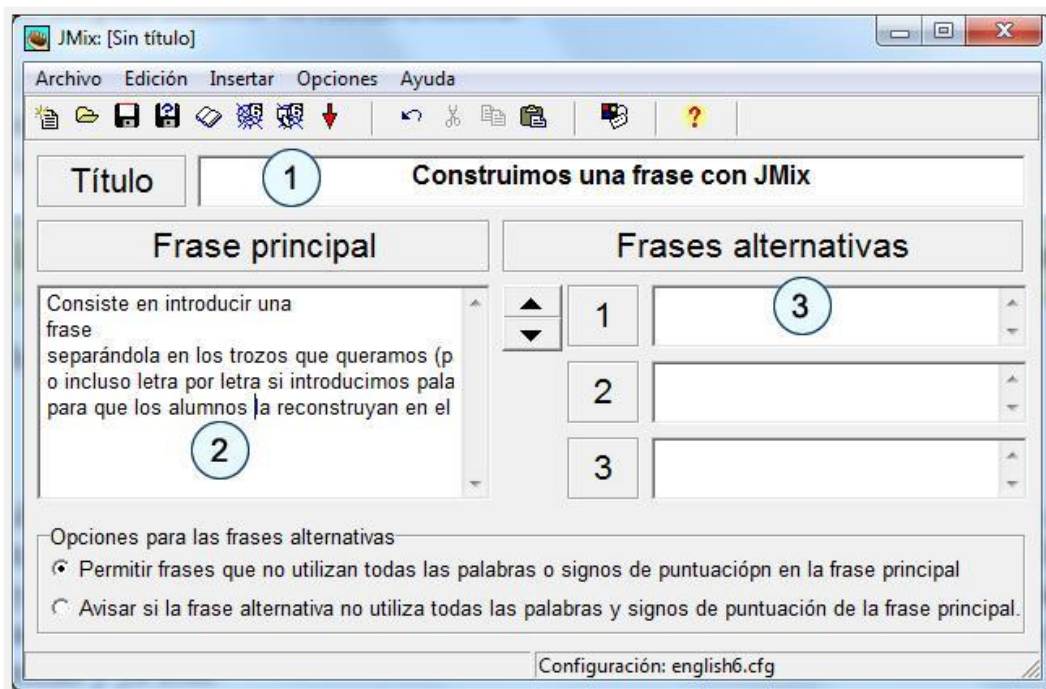 JMix: [Sin título]
Archivo Edición Insertar Opciones Ayuda
Título
1
Construimos una frase con JMix
Frase principal
Frases alternativas
Consiste en introducir una
frase
separándola en los trozos que queramos (p
o incluso letra por letra si introducimos pala
para que los alumnos la reconstruyan en el
2
1
3
2
3
Opciones para las frases alternativas
Permitir frases que no utilizan todas las palabras o signos de puntuaciópn en la frase principal
Avisar si la frase alternativa no utiliza todas las palabras y signos de puntuación de la frase principal.
Configuración: english6.cfg